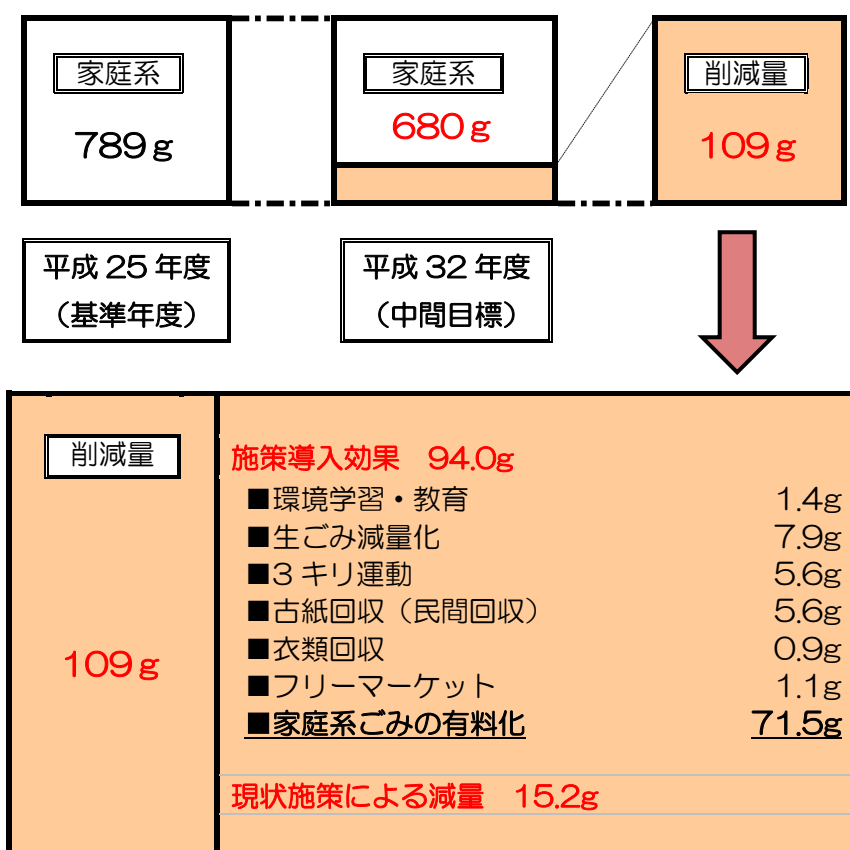 家庭系
789g
家庭系
680g
削減量
109g
平成25年度
（基準年度）
平成32年度
（中間目標）
削減量
109g
施策導入効果　94.0g
■環境学習・教育　1.4g
■生ごみ減量化　7.9g
■3キリ運動　5.6g
■古紙回収（民間回収）　5.6g
■衣類回収　0.9g
■フリーマーケット　1.1g
■家庭系ごみの有料化　71.5g
現状施策による減量　15.2g